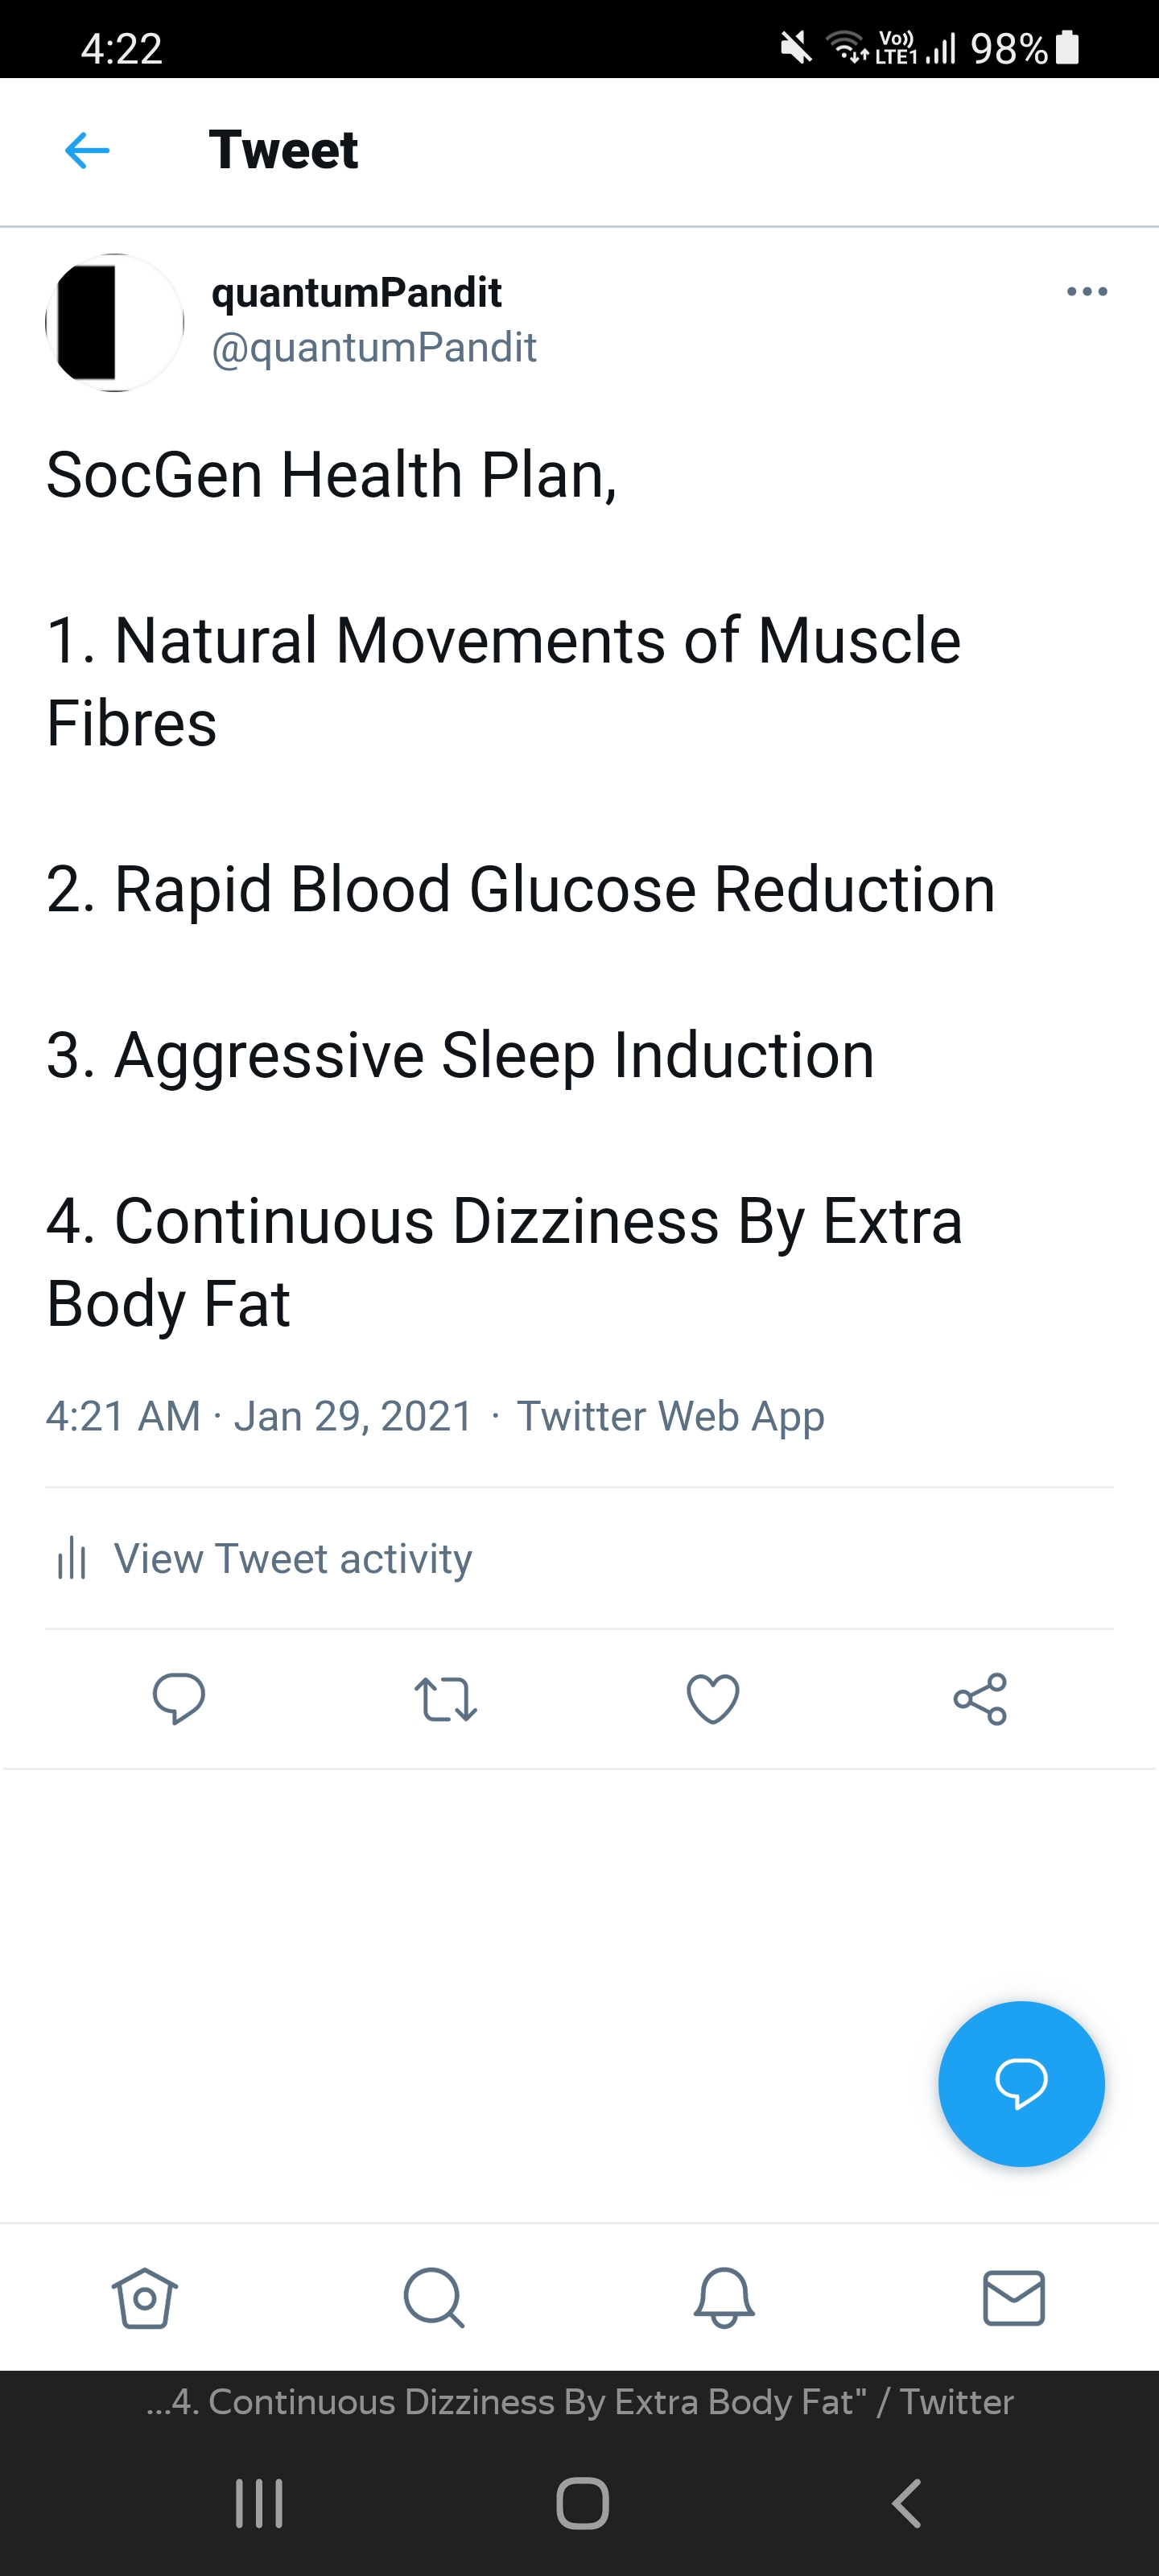 4:22
Vo)) LTE1 98%
Tweet
quantumPandit
@quantumPandit
SocGen Health Plan,
1. Natural Movements of Muscle
Fibres
2. Rapid Blood Glucose Reduction
3. Aggressive Sleep Induction
4. Continuous Dizziness By Extra
Body Fat
4:21 AM · Jan 29, 2021 · Twitter Web App
View Tweet activity
...4. Continuous Dizziness By Extra Body Fat" / Twitter